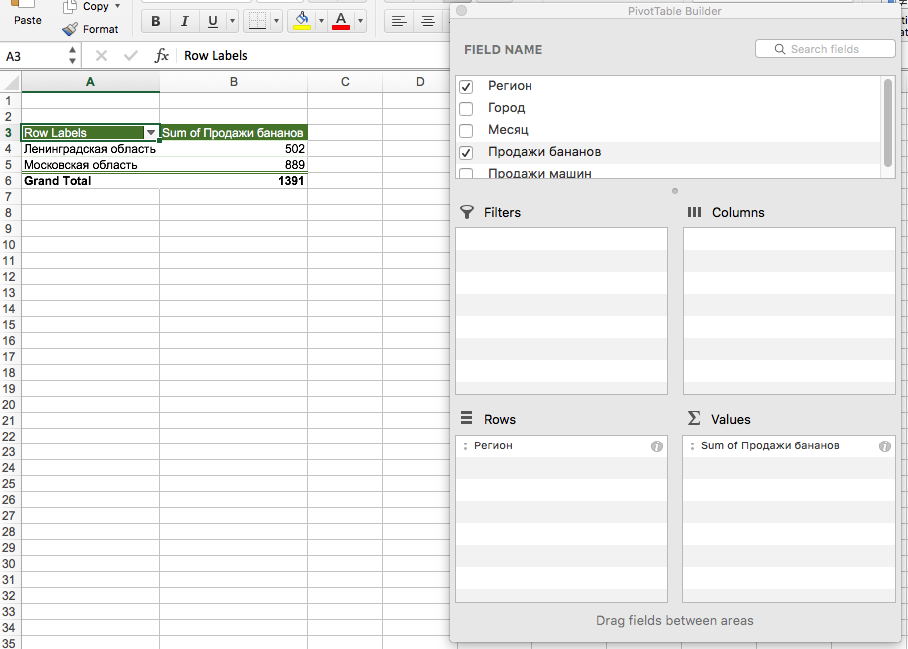 Copy
PivotTable Builder
Paste
Format
B I U A
FIELD NAME
Search fields
A3 fx Row Labels
A B C D
Регион
1
Город
2
Месяц
3 Row Labels Sum of Продажи бананов
Продажи бананов
4 Ленинградская область 502
5 Московская область 889
Продажи машин
6 Grand Total 1391
7
8
Filters
Columns
9
10
11
12
13
14
15
16
17
18
19
20
21
Rows
Values
22
23
Регион
Sum of Продажи бананов
24
25
26
27
28
29
30
31
32
33
Drag fields between areas
34
35